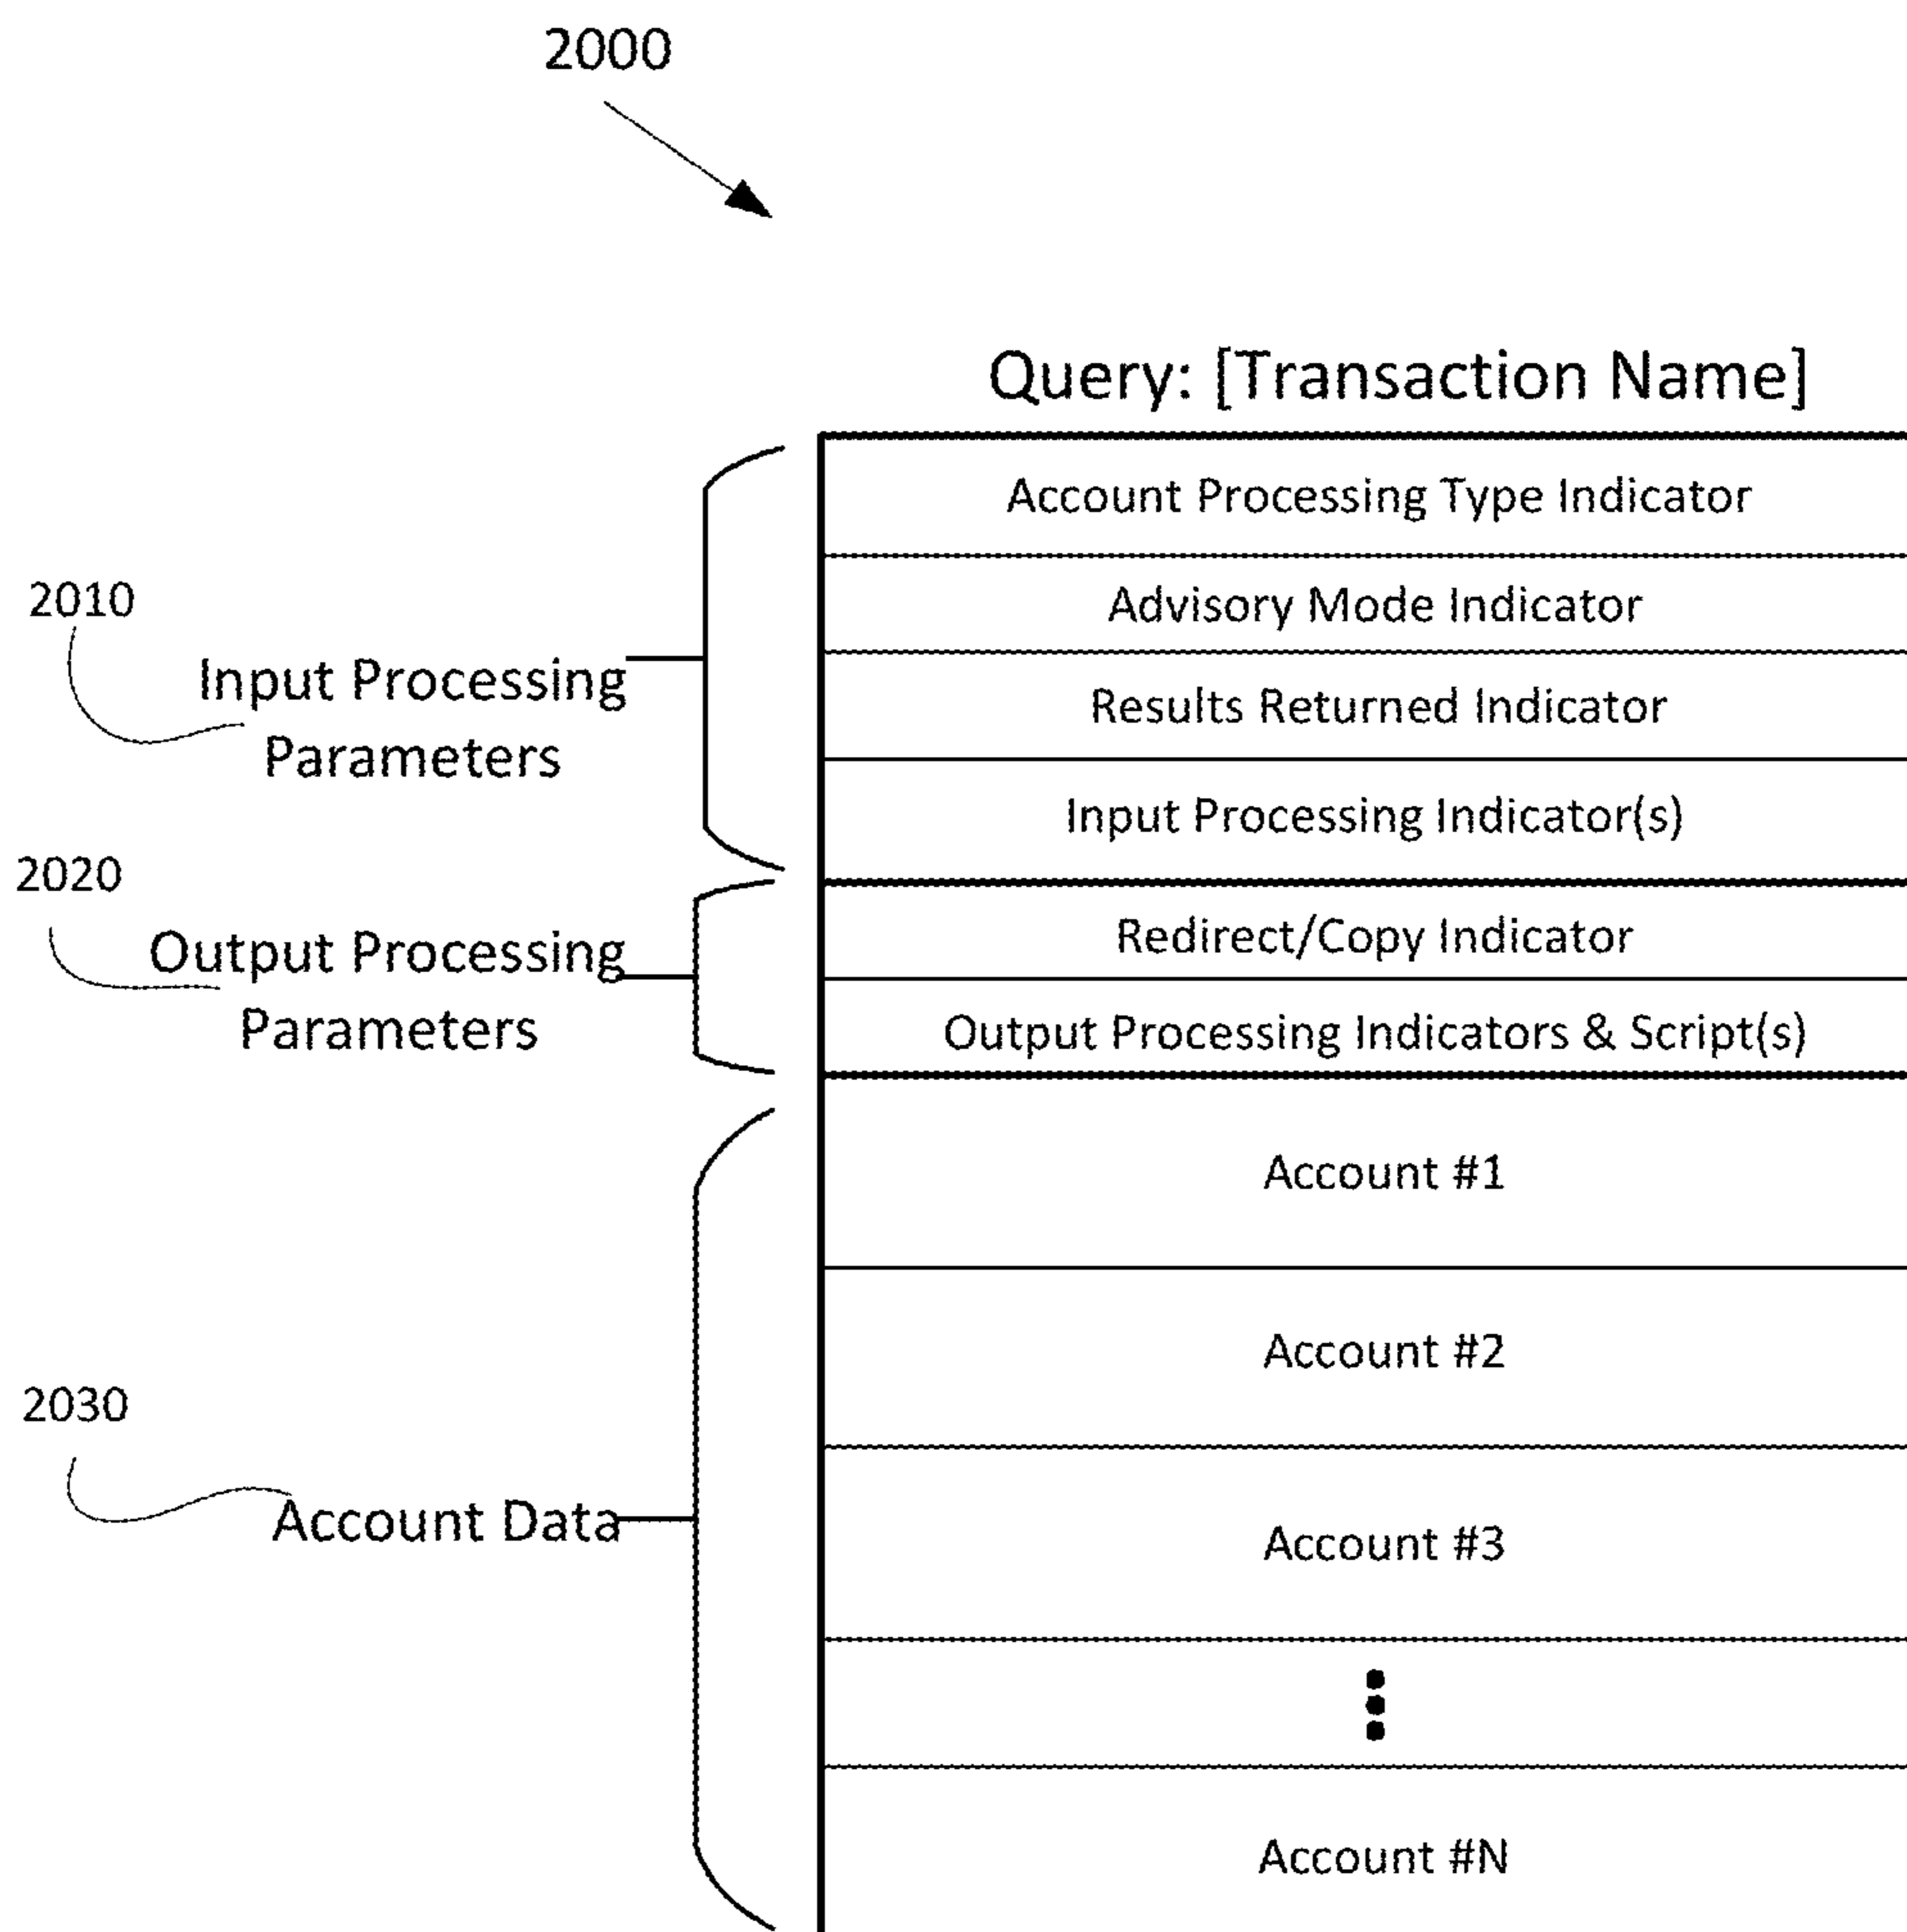 2000
Query: [Transaction Name]
Account Processing Type Indicator
2010
Advisory Mode Indicator
Input Processing
Parameters
Results Returned Indicator
Input Processing Indicator(s)
2020
Output Processing
Parameters
Redirect/Copy Indicator
Output Processing Indicators & Script(s)
Account #1
Account #2
2030
Account Data
Account #3
Account #N